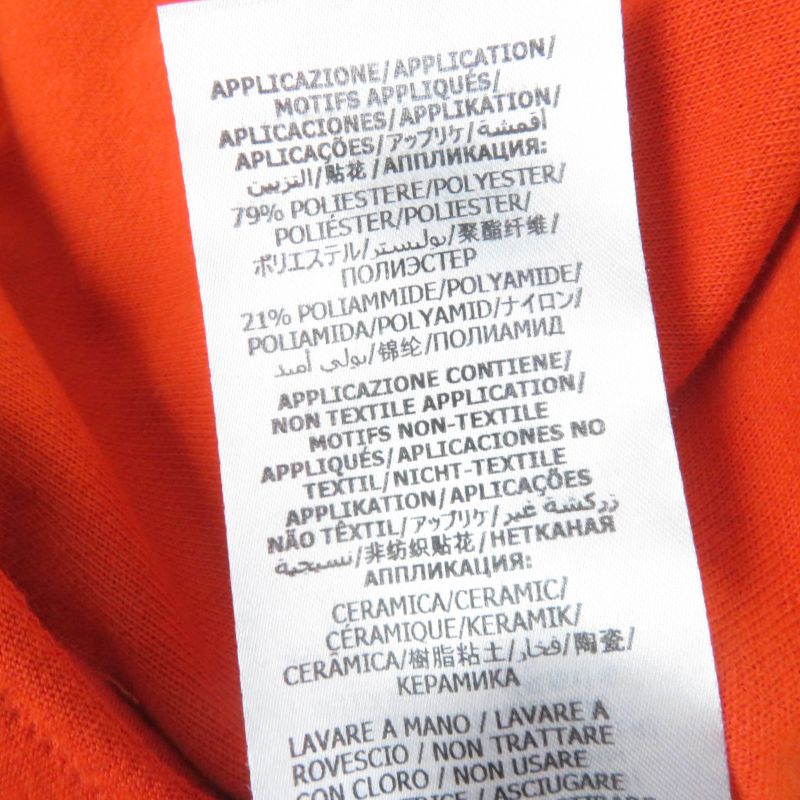 APPLICAZIONE/APPLICATION/
MOTIFS APPLIQUÉS/
APLICACIONES/APPLIKATION/
APLICAÇÕES/アップリケ/أقمشة
التزيين/贴花/АППЛИКАЦИЯ:
79% POLIESTERE/POLYESTER/
POLIÉSTER/POLIESTER/
ポリエステル/بوليستر/聚酯纤维/
ПОЛИЭСТЕР
21% POLIAMMIDE/POLYAMIDE/
POLIAMIDA/POLYAMID/ナイロン/
بولي أميد/锦纶/ПОЛИАМИД
APPLICAZIONE CONTIENE/
NON TEXTILE APPLICATION/
MOTIFS NON-TEXTILE
APPLIQUÉS/APLICACIONES NO
TEXTIL/NICHT-TEXTILE
APPLIKATION/APLICAÇÕES
NÃO TÊXTIL/アップリケ/زركشة غير
نسيجية/非纺织贴花/НЕТКАНАЯ
АППЛИКАЦИЯ:
CERAMICA/CERAMIC/
CÉRAMIQUE/KERAMIK/
CERÂMICA/樹脂粘土/فخار/陶瓷/
КЕРАМИКА
LAVARE A MANO / LAVARE A
ROVESCIO / NON TRATTARE
CON CLORO / NON USARE
/ ASCIUGARE